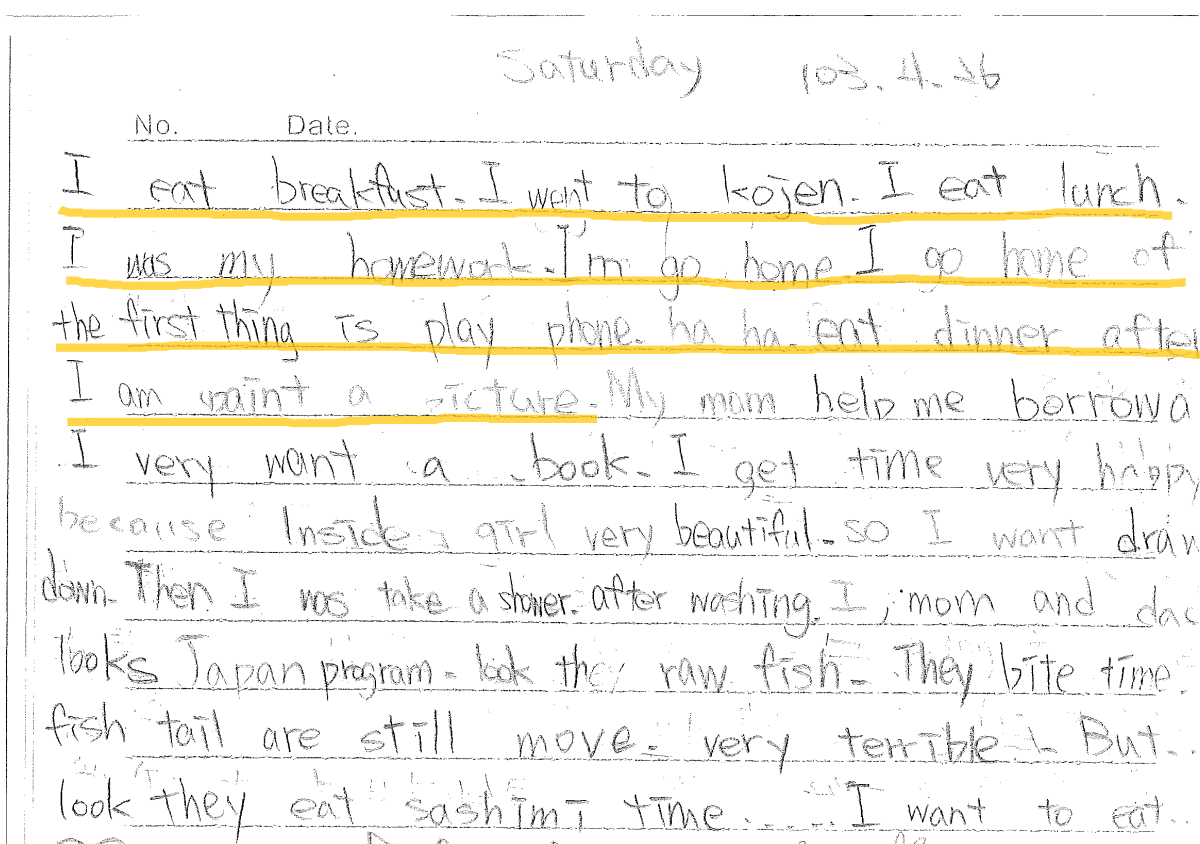 Saturday 103.4.26
No. Date.
I eat breakfast. I went to kojen. I eat lunch.
I was my homework. I'm go home. I go home of
the first thing is play phone. ha ha. eat dinner after
I am paint a picture. My mom help me borrow a
I very want a book. I get time very happy
because Inside girl very beautiful. so I want draw
down. Then I was take a shower. after washing. I, mom and dad
looks Japan program. look they raw fish. They bite time.
fish tail are still move. very terrible! But..
look they eat sashimi time..... I want to eat..